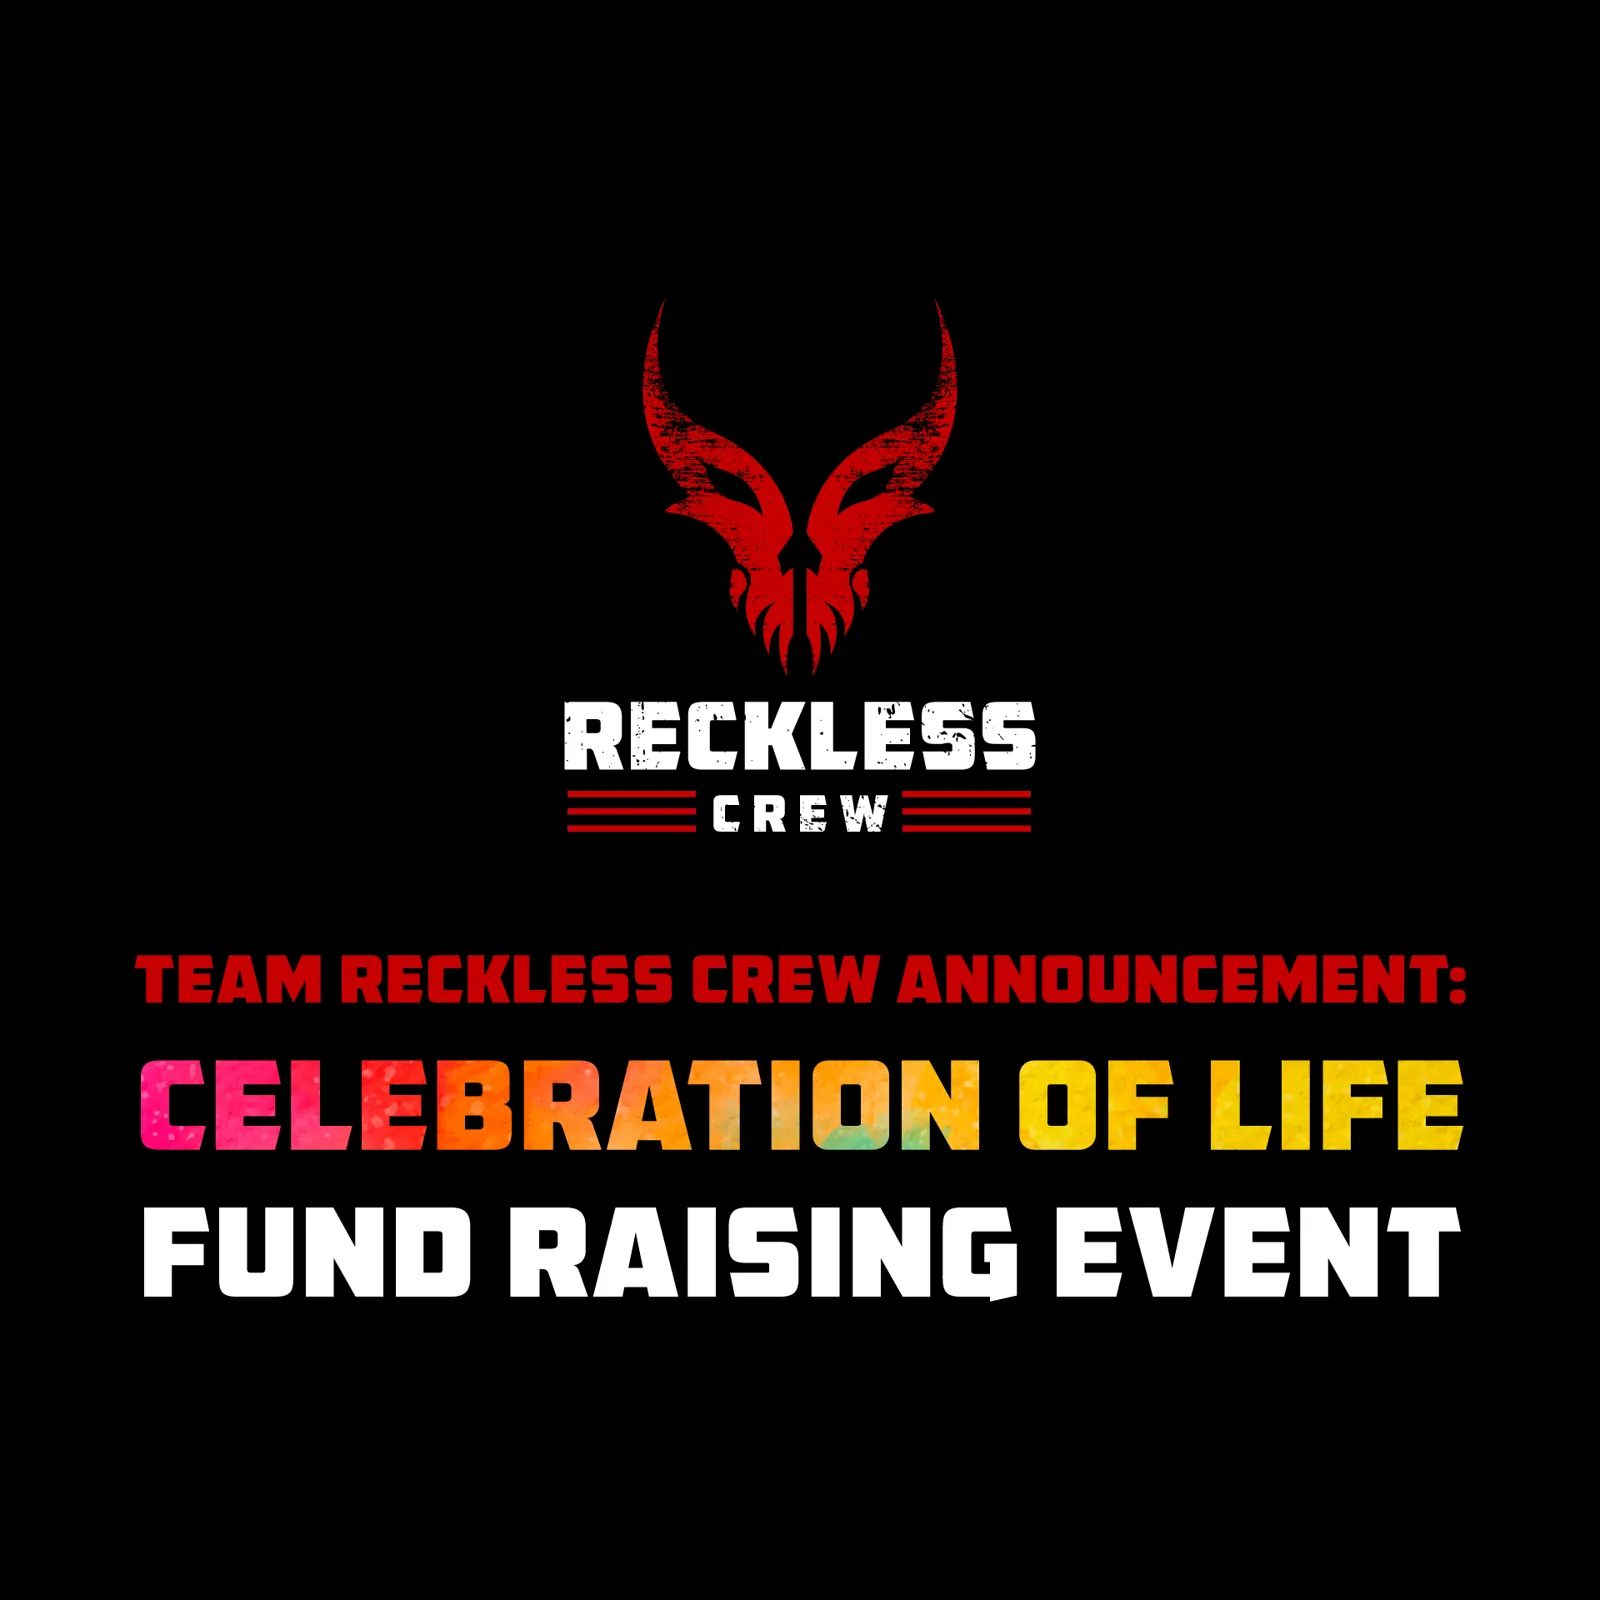 RECKLESS
CREW
TEAM RECKLESS CREW ANNOUNCEMENT:
CELEBRATION OF LIFE
FUND RAISING EVENT